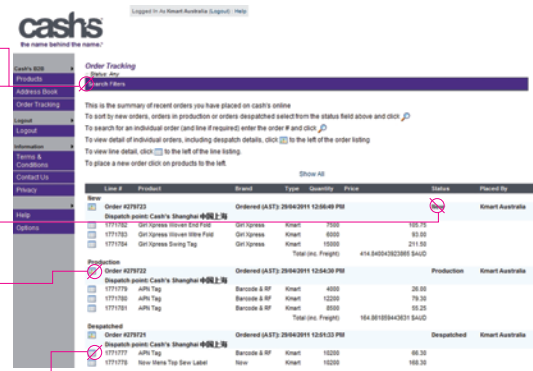 Logged In As Kmart Australia (Logout) Help
cash's
the name behind the name.
Cash's B2B
Products
Address Book
Order Tracking
Logout
Logout
Information
Terms & Conditions
Contact Us
Privacy
Help
Options
Order Tracking
Status: Any
Search Filters
This is the summary of recent orders you have placed on cash's online
To sort by new orders, orders in production or orders despatched select from the status field above and click
To search for an individual order (and line if required) enter the order # and click
To view detail of individual orders, including despatch details, click to the left of the order listing
To view line detail, click to the left of the line listing.
To place a new order click on products to the left.
Show All
Line # Product Brand Type Quantity Price Status Placed By
New
Order #279723 Ordered (AST): 29/04/2011 12:56:49 PM New Kmart Australia
Dispatch point: Cash's Shanghai 中国上海
1771782 Girl Xpress Woven End Fold Girl Xpress Kmart 7500 105.75
1771783 Girl Xpress Woven Mitre Fold Girl Xpress Kmart 6000 93.00
1771784 Girl Xpress Swing Tag Girl Xpress Kmart 15000 211.50
Total (inc. Freight) 414.840043923865 $AUD
Production
Order #279722 Ordered (AST): 29/04/2011 12:04:30 PM Production Kmart Australia
Dispatch point: Cash's Shanghai 中国上海
1771779 APN Tag Barcode & RF Kmart 4000 26.00
1771780 APN Tag Barcode & RF Kmart 12200 79.30
1771781 APN Tag Barcode & RF Kmart 8500 55.25
Total (inc. Freight) 164.861859443631 $AUD
Despatched
Order #279721 Ordered (AST): 29/04/2011 12:01:33 PM Despatched Kmart Australia
Dispatch point: Cash's Shanghai 中国上海
1771777 APN Tag Barcode & RF Kmart 10200 66.30
1771778 Now Mens Top Sew Label Now Kmart 10200 168.30